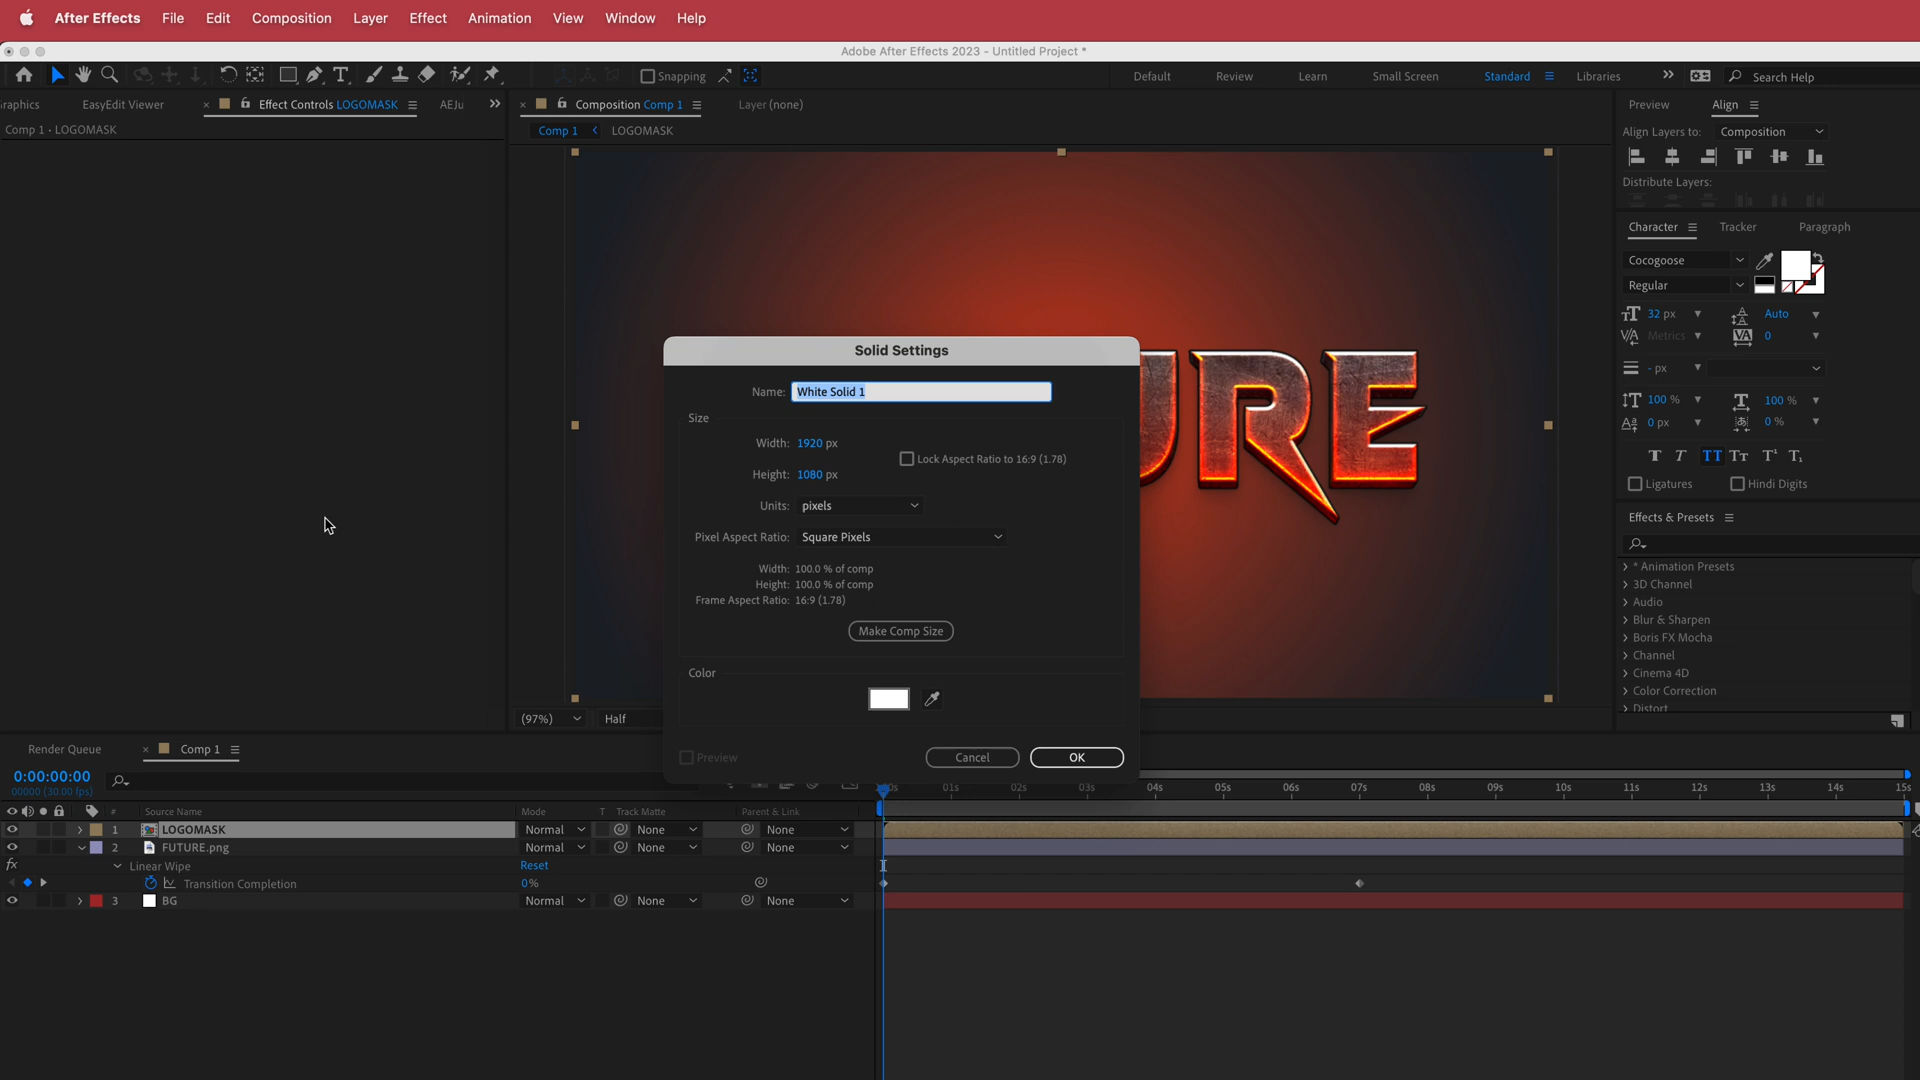 After Effects File Edit Composition Layer Effect Animation View Window Help
Adobe After Effects 2023 - Untitled Project *
Snapping
Default Review Learn Small Screen Standard Libraries Search Help
raphics EasyEdit Viewer Effect Controls LOGOMASK AEJu
Comp 1 • LOGOMASK
Composition Comp 1 Layer (none)
Comp 1 LOGOMASK
Preview Align
Align Layers to: Composition
Distribute Layers:
Character Tracker Paragraph
Cocogoose
Regular
32 px Auto
Metrics 0
- px
100 % 100 %
0 px 0 %
Ligatures Hindi Digits
Effects & Presets
* Animation Presets
3D Channel
Audio
Blur & Sharpen
Boris FX Mocha
Channel
Cinema 4D
Color Correction
Distort
URE
Solid Settings
Name: White Solid 1
Size
Width: 1920 px
Lock Aspect Ratio to 16:9 (1.78)
Height: 1080 px
Units: pixels
Pixel Aspect Ratio: Square Pixels
Width: 100.0 % of comp
Height: 100.0 % of comp
Frame Aspect Ratio: 16:9 (1.78)
Make Comp Size
Color
Preview Cancel OK
(97%) Half
Render Queue Comp 1
0:00:00:00
00000 (30.00 fps)
01s 02s 03s 04s 05s 06s 07s 08s 09s 10s 11s 12s 13s 14s 15s
# Source Name Mode T Track Matte Parent & Link
1 LOGOMASK Normal None None
2 FUTURE.png Normal None None
fx Linear Wipe Reset
Transition Completion 0%
3 BG Normal None None